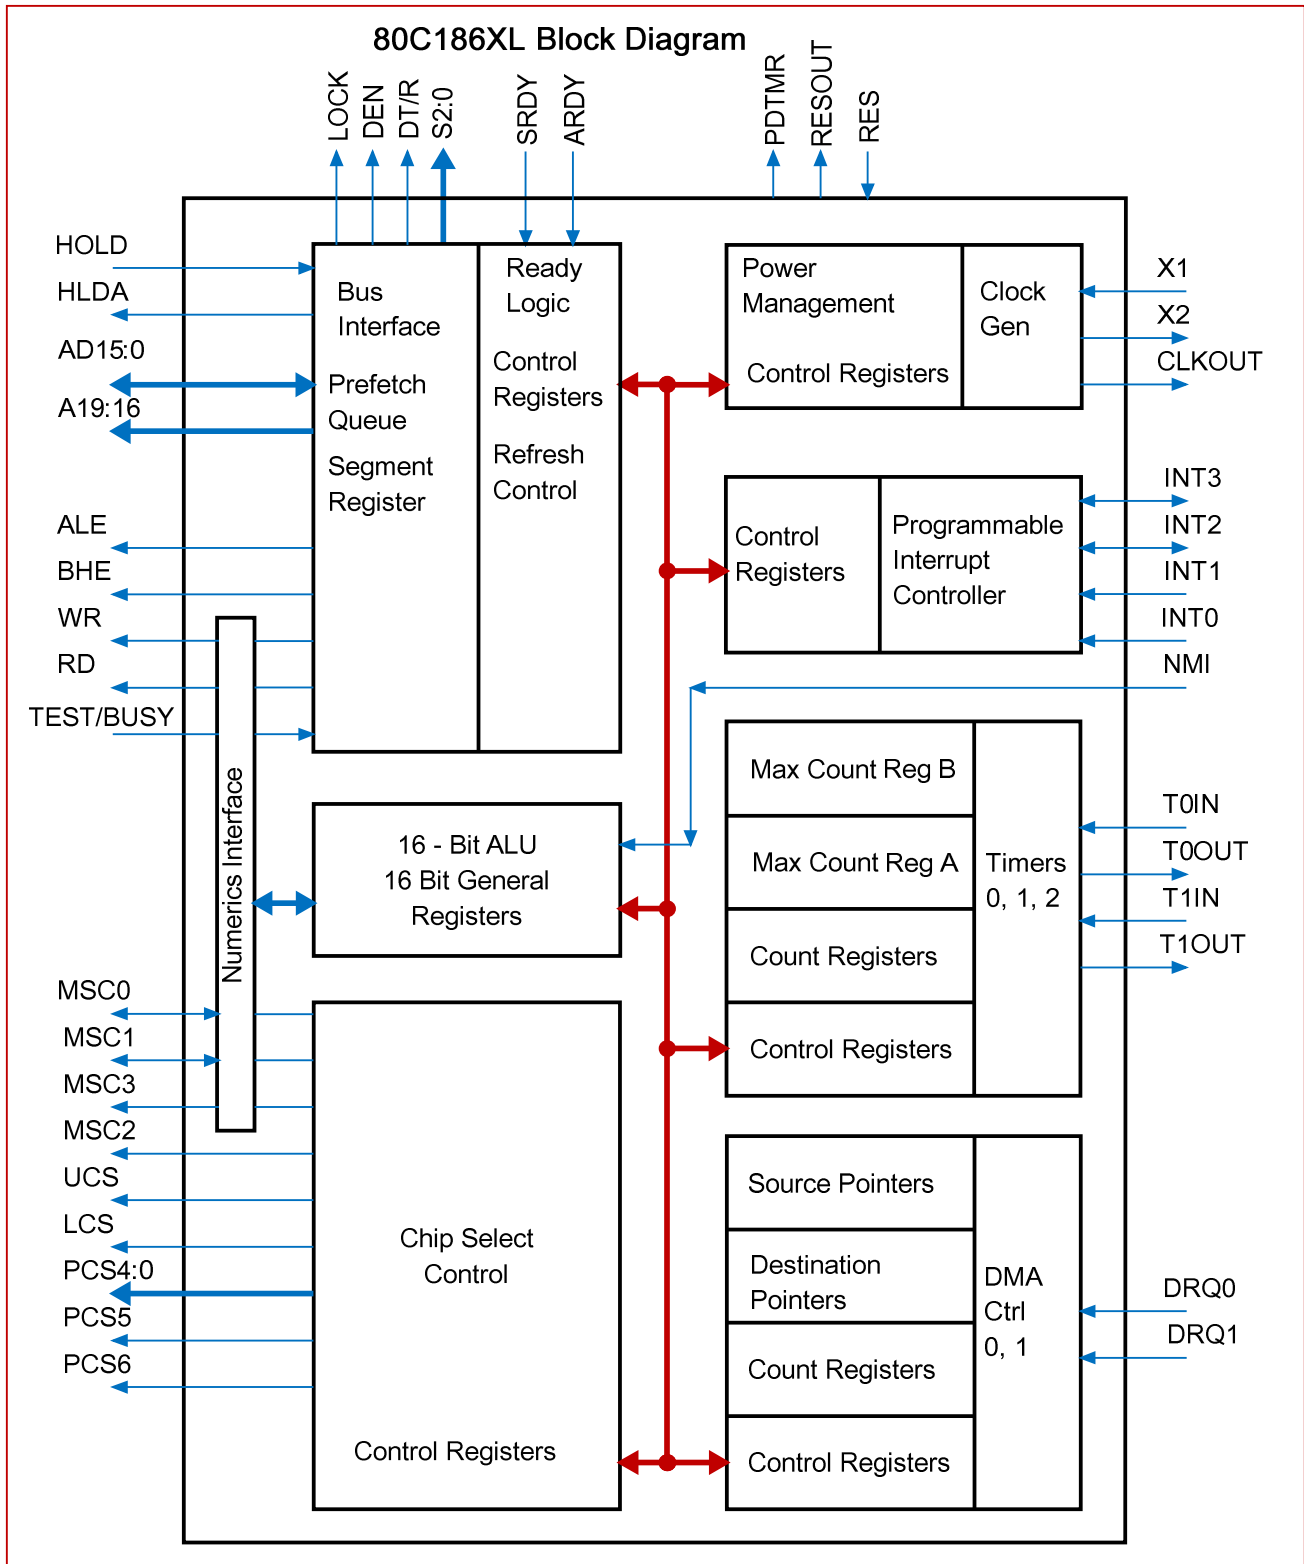 80C186XL Block Diagram
LOCK
DEN
DT/R
S2:0
SRDY
ARDY
PDTMR
RESOUT
RES
HOLD
HLDA
AD15:0
A19:16
ALE
BHE
WR
RD
TEST/BUSY
Bus
Interface
Prefetch
Queue
Segment
Register
Ready
Logic
Control
Registers
Refresh
Control
Power
Management
Control Registers
Clock
Gen
X1
X2
CLKOUT
Control
Registers
Programmable
Interrupt
Controller
INT3
INT2
INT1
INT0
NMI
Numerics Interface
16 - Bit ALU
16 Bit General
Registers
Max Count Reg B
Max Count Reg A
Count Registers
Control Registers
Timers
0, 1, 2
T0IN
T0OUT
T1IN
T1OUT
MSC0
MSC1
MSC3
MSC2
UCS
LCS
PCS4:0
PCS5
PCS6
Chip Select
Control
Control Registers
Source Pointers
Destination
Pointers
Count Registers
Control Registers
DMA
Ctrl
0, 1
DRQ0
DRQ1